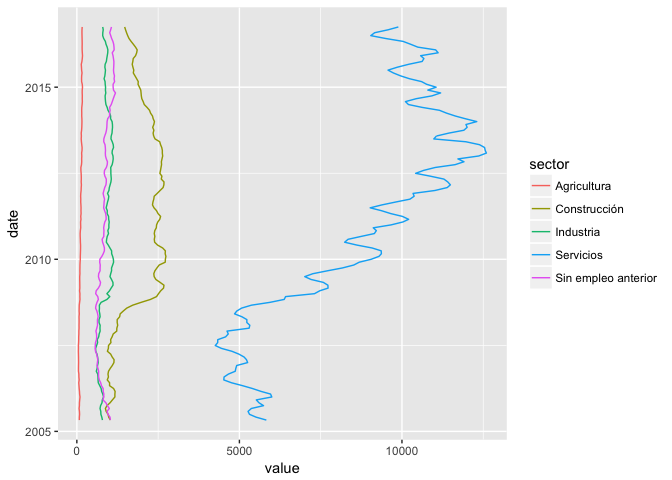 2015
2010
2005
date
0
5000
10000
value
sector
Agricultura
Construcción
Industria
Servicios
Sin empleo anterior